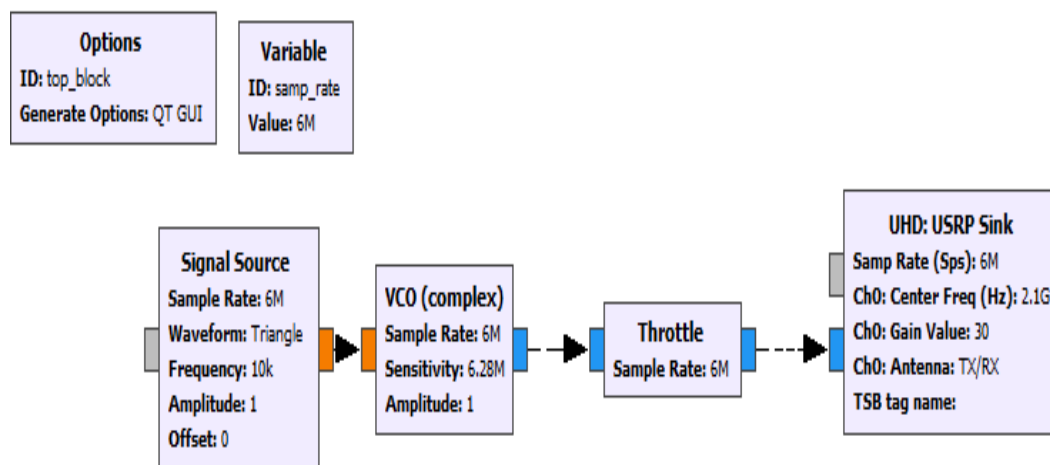 Options
ID: top_block
Generate Options: QT GUI
Variable
ID: samp_rate
Value: 6M
Signal Source
Sample Rate: 6M
Waveform: Triangle
Frequency: 10k
Amplitude: 1
Offset: 0
VCO (complex)
Sample Rate: 6M
Sensitivity: 6.28M
Amplitude: 1
Throttle
Sample Rate: 6M
UHD: USRP Sink
Samp Rate (Sps): 6M
Ch0: Center Freq (Hz): 2.1G
Ch0: Gain Value: 30
Ch0: Antenna: TX/RX
TSB tag name: